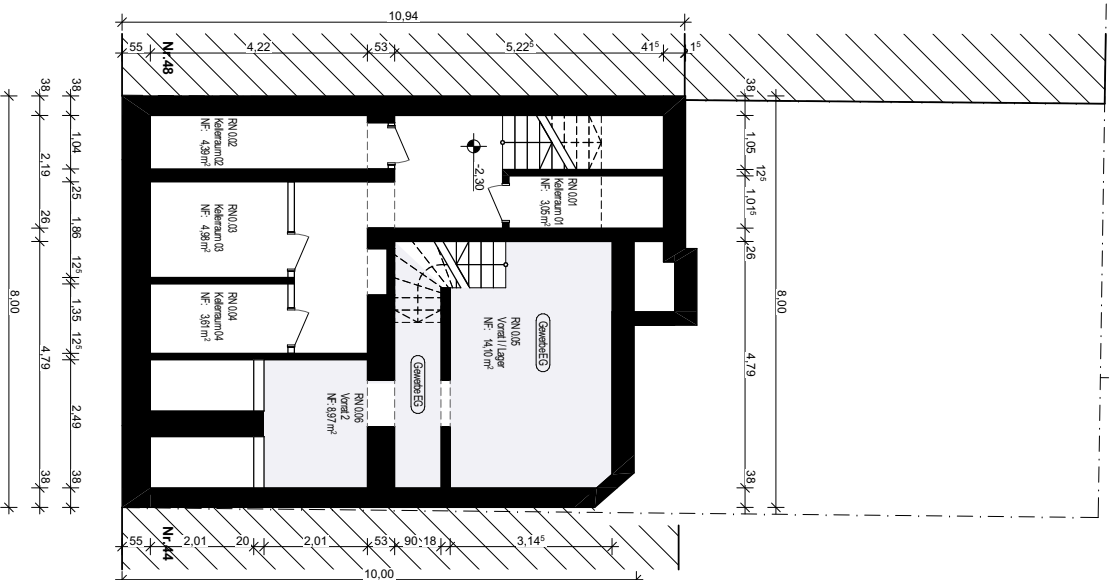 10,94
55
4,22
53
5,22⁵
41⁵
1⁵
Nr.48
38
38
38
RN 0.02
Kellerraum 02
NF: 4,39 m²
-2,30
RN 0.01
Kellerraum 01
NF: 3,05 m²
1,04
2,19
1,05
12⁵
1,01⁵
25
26
26
RN 0.03
Kellerraum 03
NF: 4,98 m²
1,86
12⁵
8,00
8,00
RN 0.04
Kellerraum 04
NF: 3,61 m²
1,35
12⁵
RN 0.05
Vorrat I / Lager
NF: 14,10 m²
Gewerbe EG
Gewerbe EG
4,79
4,79
2,49
RN 0.06
Vorrat 2
NF: 8,97 m²
38
38
38
Nr.44
55
2,01
20
2,01
53
90
18
3,14⁵
10,00